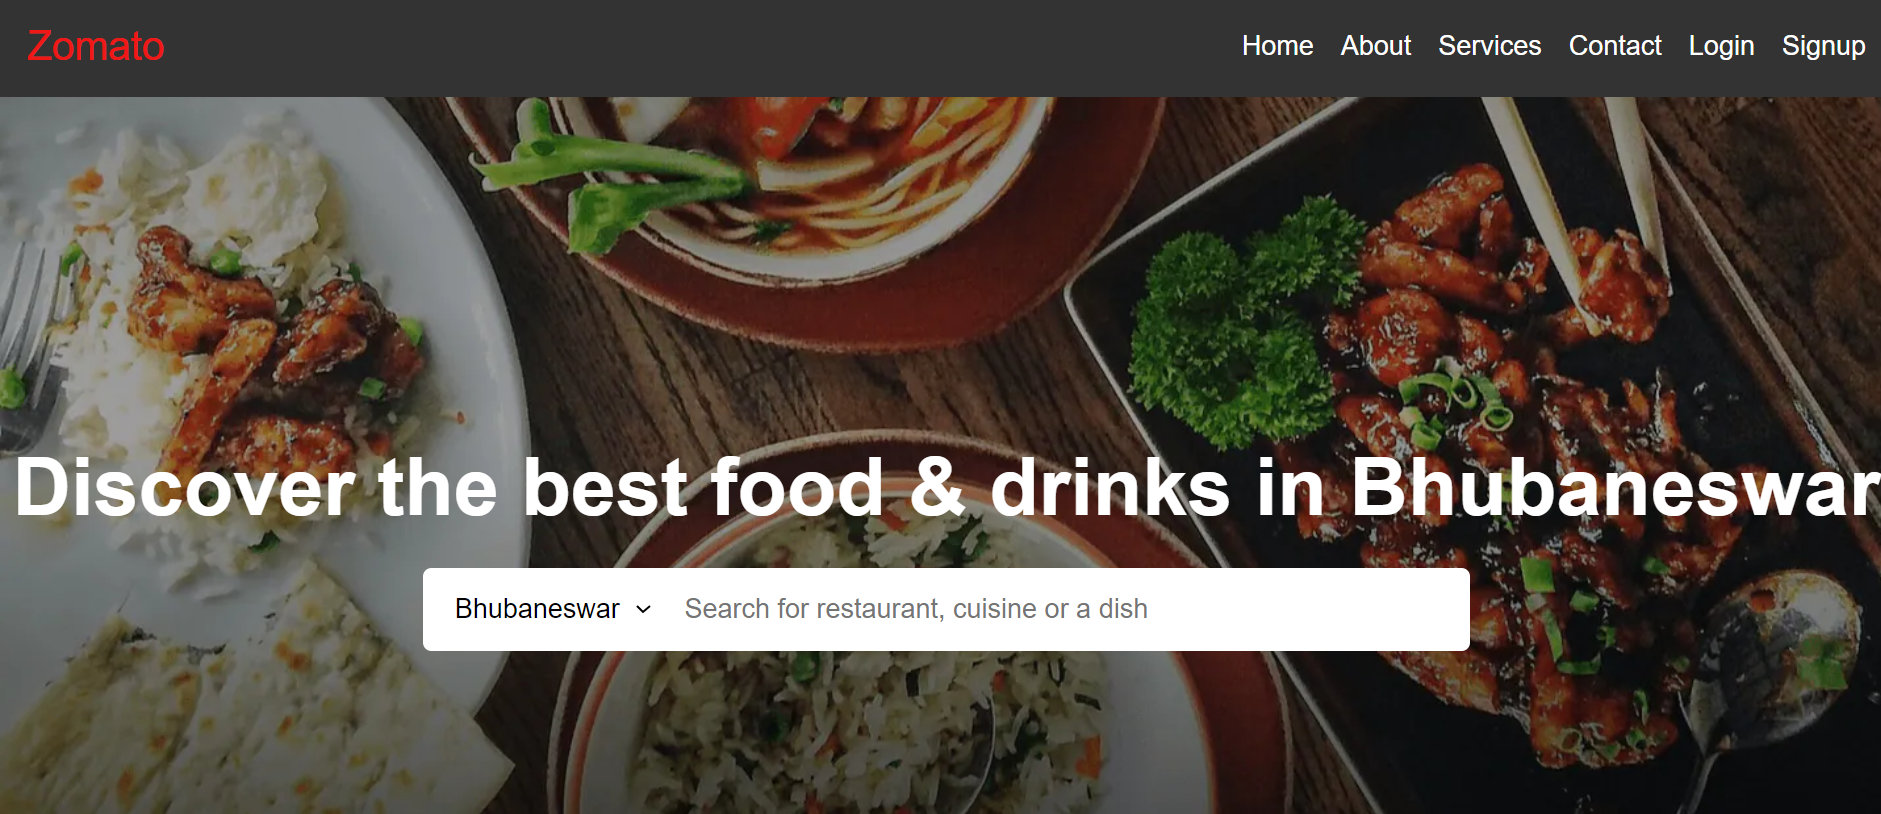 Zomato
Home About Services Contact Login Signup
Discover the best food & drinks in Bhubaneswar
Bhubaneswar Search for restaurant, cuisine or a dish